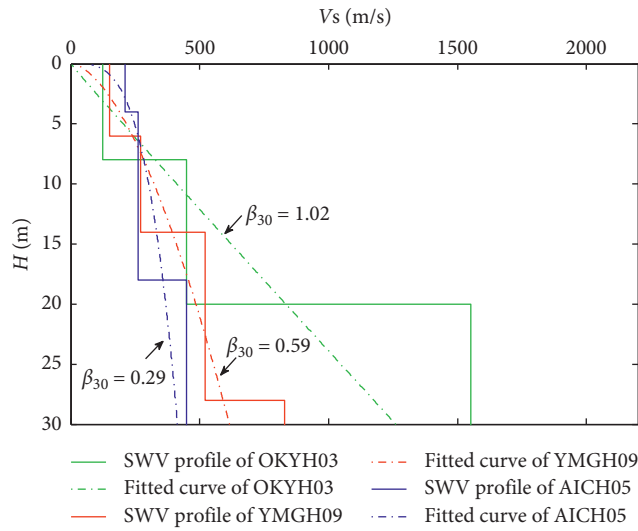 Vs (m/s)
0 500 1000 1500 2000
0
5
10
15
20
25
30
H (m)
β30 = 1.02
β30 = 0.59
β30 = 0.29
SWV profile of OKYH03
Fitted curve of OKYH03
SWV profile of YMGH09
Fitted curve of YMGH09
SWV profile of AICH05
Fitted curve of AICH05